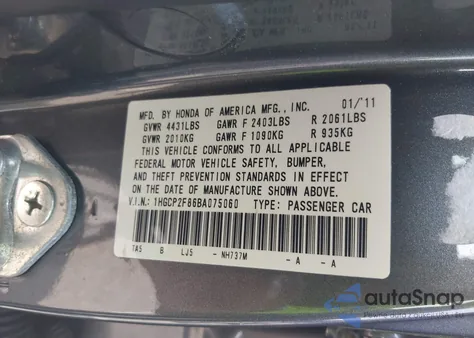 MFD. BY HONDA OF AMERICA MFG., INC. 01/'11
GVWR 4431LBS GAWR F 2403LBS R 2061LBS
GVWR 2010KG GAWR F 1090KG R 935KG
THIS VEHICLE CONFORMS TO ALL APPLICABLE
FEDERAL MOTOR VEHICLE SAFETY, BUMPER,
AND THEFT PREVENTION STANDARDS IN EFFECT
ON THE DATE OF MANUFACTURE SHOWN ABOVE.
V.I.N.: 1HGCP2F86BA075060 TYPE: PASSENGER CAR
TA5 B LJ5 - NH737M - A - A
autoSnap